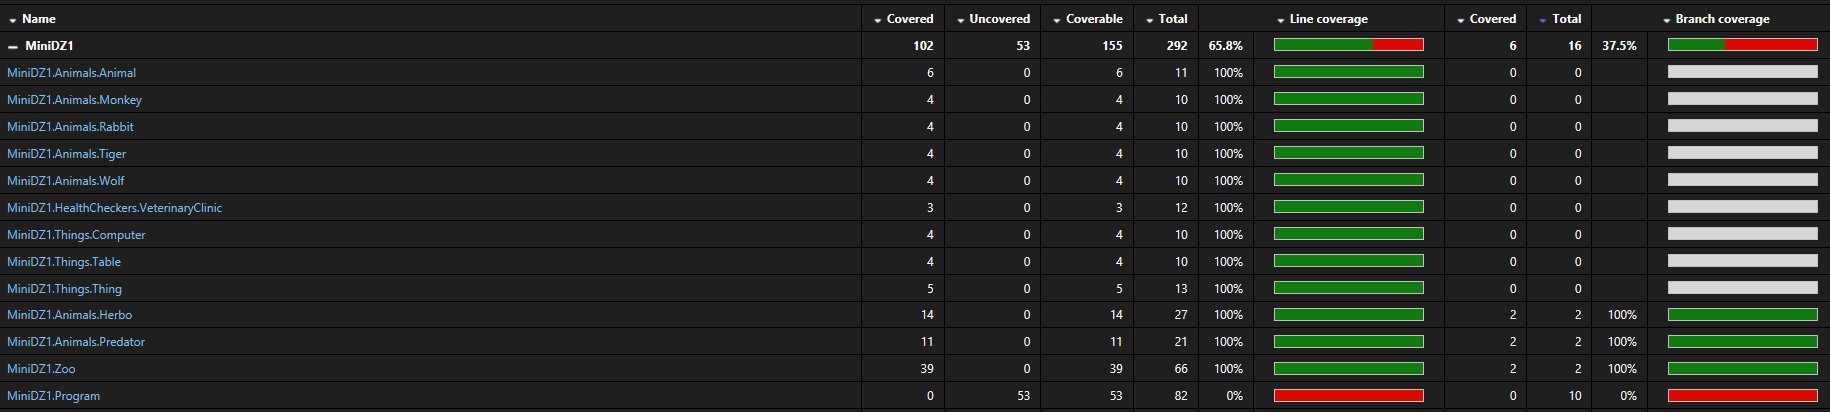 Name Covered Uncovered Coverable Total Line coverage Covered Total Branch coverage
MiniDZ1 102 53 155 292 65.8% 6 16 37.5%
MiniDZ1.Animals.Animal 6 0 6 11 100% 0 0
MiniDZ1.Animals.Monkey 4 0 4 10 100% 0 0
MiniDZ1.Animals.Rabbit 4 0 4 10 100% 0 0
MiniDZ1.Animals.Tiger 4 0 4 10 100% 0 0
MiniDZ1.Animals.Wolf 4 0 4 10 100% 0 0
MiniDZ1.HealthCheckers.VeterinaryClinic 3 0 3 12 100% 0 0
MiniDZ1.Things.Computer 4 0 4 10 100% 0 0
MiniDZ1.Things.Table 4 0 4 10 100% 0 0
MiniDZ1.Things.Thing 5 0 5 13 100% 0 0
MiniDZ1.Animals.Herbo 14 0 14 27 100% 2 2 100%
MiniDZ1.Animals.Predator 11 0 11 21 100% 2 2 100%
MiniDZ1.Zoo 39 0 39 66 100% 2 2 100%
MiniDZ1.Program 0 53 53 82 0% 0 10 0%